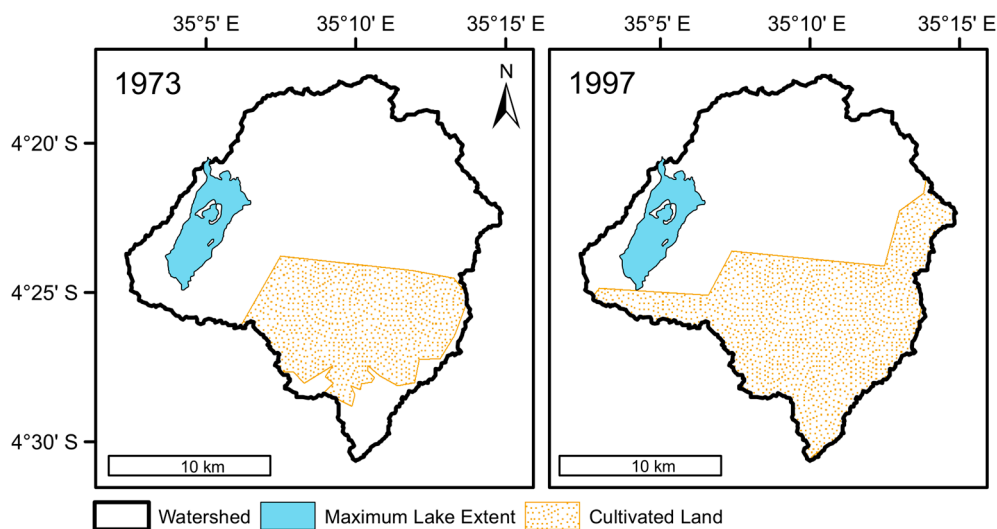 35°5' E 35°10' E 35°15' E 35°5' E 35°10' E 35°15' E
1973
N
1997
4°20' S
4°25' S
4°30' S
10 km
10 km
Watershed Maximum Lake Extent Cultivated Land